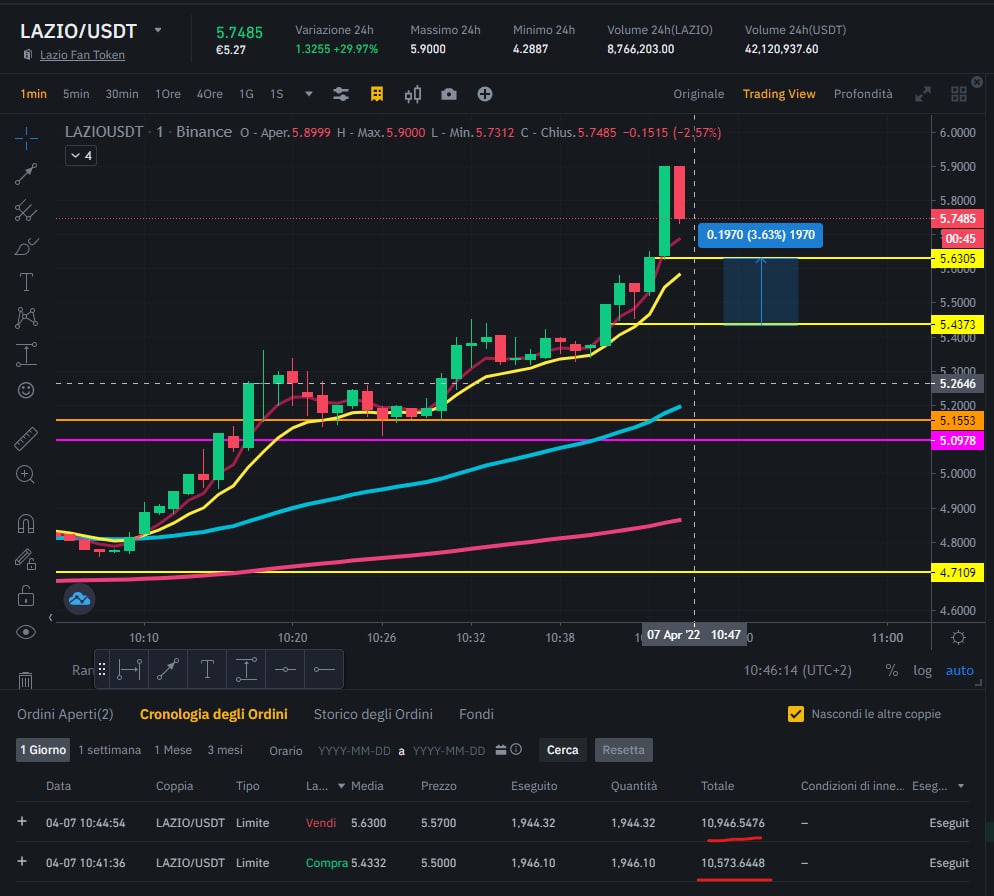 LAZIO/USDT 5.7485 Variazione 24h Massimo 24h Minimo 24h Volume 24h(LAZIO) Volume 24h(USDT)
Lazio Fan Token €5.27 1.3255 +29.97% 5.9000 4.2887 8,766,203.00 42,120,937.60
1min 5min 30min 1Ore 4Ore 1G 1S Originale Trading View Profondità
LAZIOUSDT · 1 · Binance O - Aper.5.8999 H - Max.5.9000 L - Min.5.7312 C - Chius.5.7485 −0.1515 (−2.57%)
4
6.0000
5.9000
5.8000
5.7485
00:45
0.1970 (3.63%) 1970
5.6305
5.6000
5.5000
5.4373
5.4000
5.3000
5.2646
5.2000
5.1553
5.0978
5.0000
4.9000
4.8000
4.7109
4.6000
10:10 10:20 10:26 10:32 10:38 07 Apr '22 10:47 11:00
Ran 10:46:14 (UTC+2) % log auto
Ordini Aperti(2) Cronologia degli Ordini Storico degli Ordini Fondi Nascondi le altre coppie
1 Giorno 1 settimana 1 Mese 3 mesi Orario YYYY-MM-DD a YYYY-MM-DD Cerca Resetta
Data Coppia Tipo La... Media Prezzo Eseguito Quantità Totale Condizioni di inne... Eseg...
04-07 10:44:54 LAZIO/USDT Limite Vendi 5.6300 5.5700 1,944.32 1,944.32 10,946.5476 – Eseguit
04-07 10:41:36 LAZIO/USDT Limite Compra 5.4332 5.5000 1,946.10 1,946.10 10,573.6448 – Eseguit